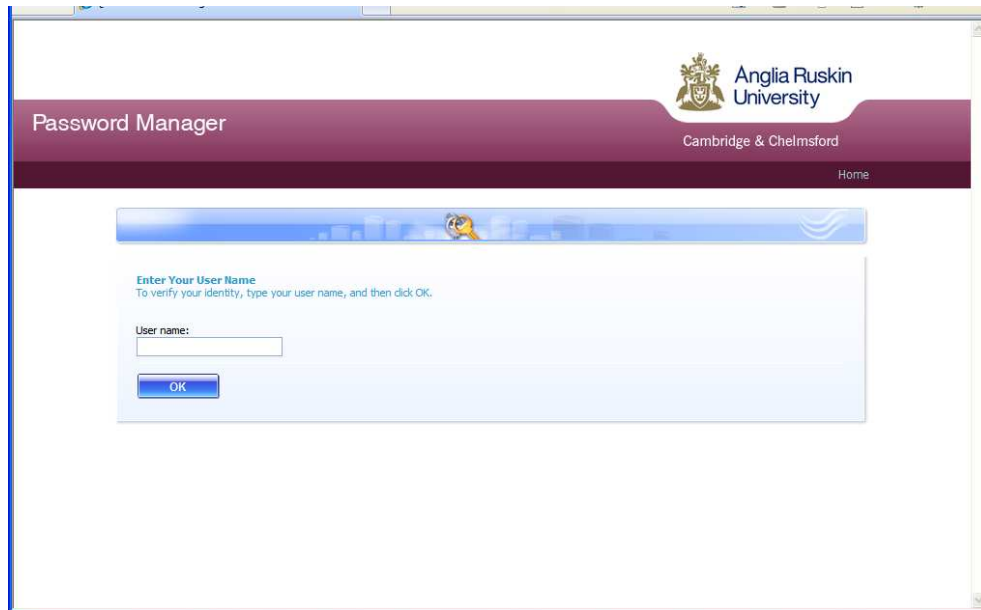 Anglia Ruskin
University
Password Manager
Cambridge & Chelmsford
Home
Enter Your User Name
To verify your identity, type your user name, and then click OK.
User name:
OK